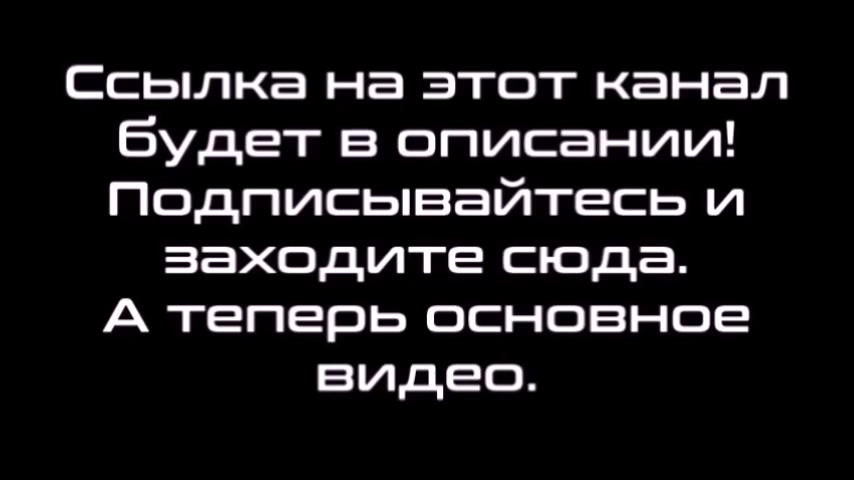 Ссылка на этот канал
будет в описании!
Подписывайтесь и
заходите сюда.
А теперь основное
видео.